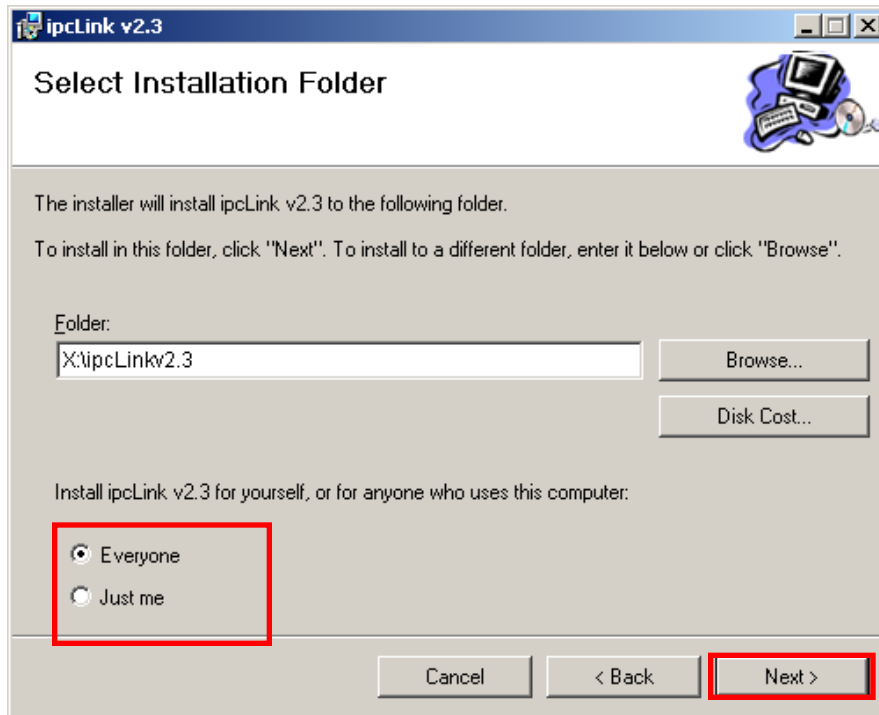 ipcLink v2.3
Select Installation Folder
The installer will install ipcLink v2.3 to the following folder.
To install in this folder, click "Next". To install to a different folder, enter it below or click "Browse".
Folder:
X:\ipcLinkv2.3
Browse...
Disk Cost...
Install ipcLink v2.3 for yourself, or for anyone who uses this computer:
Everyone
Just me
Cancel
< Back
Next >